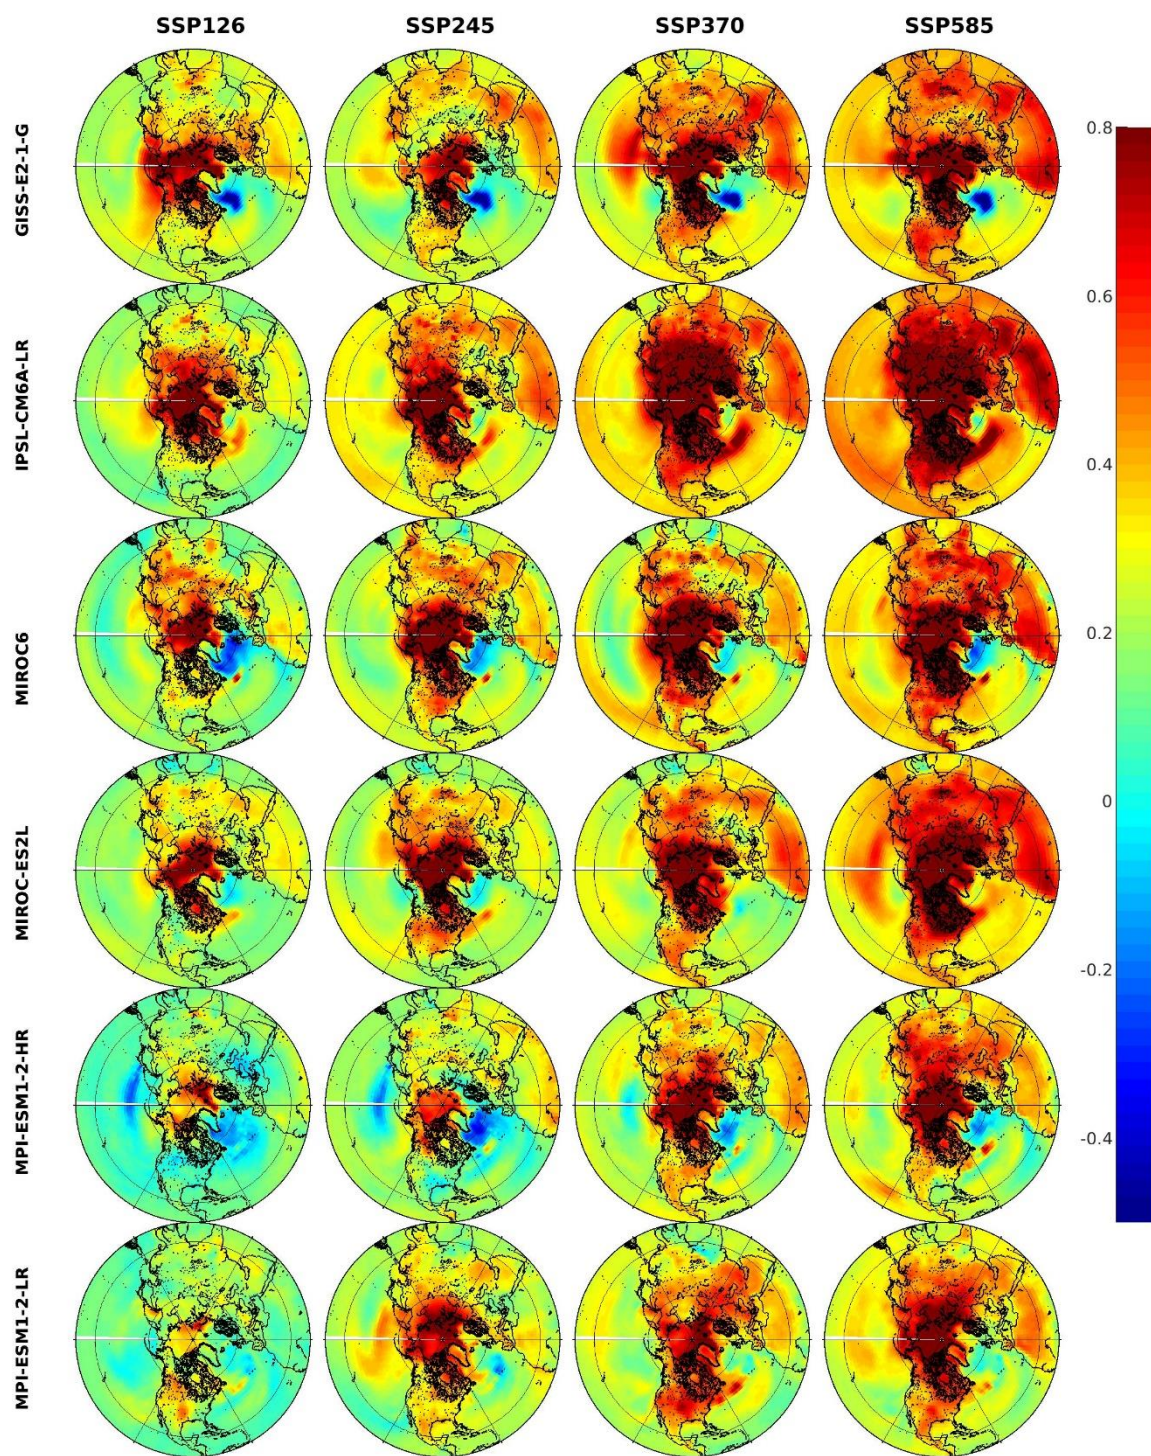 SSP126 SSP245 SSP370 SSP585
GISS-E2-1-G
IPSL-CM6A-LR
MIROC6
MIROC-ES2L
MPI-ESM1-2-HR
MPI-ESM1-2-LR
0.8
0.6
0.4
0.2
0
-0.2
-0.4